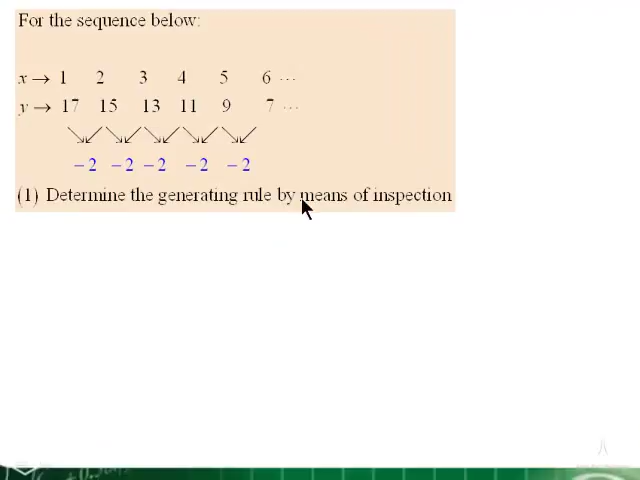 For the sequence below:
x → 1 2 3 4 5 6 ···
y → 17 15 13 11 9 7 ···
−2 −2 −2 −2 −2
(1) Determine the generating rule by means of inspection